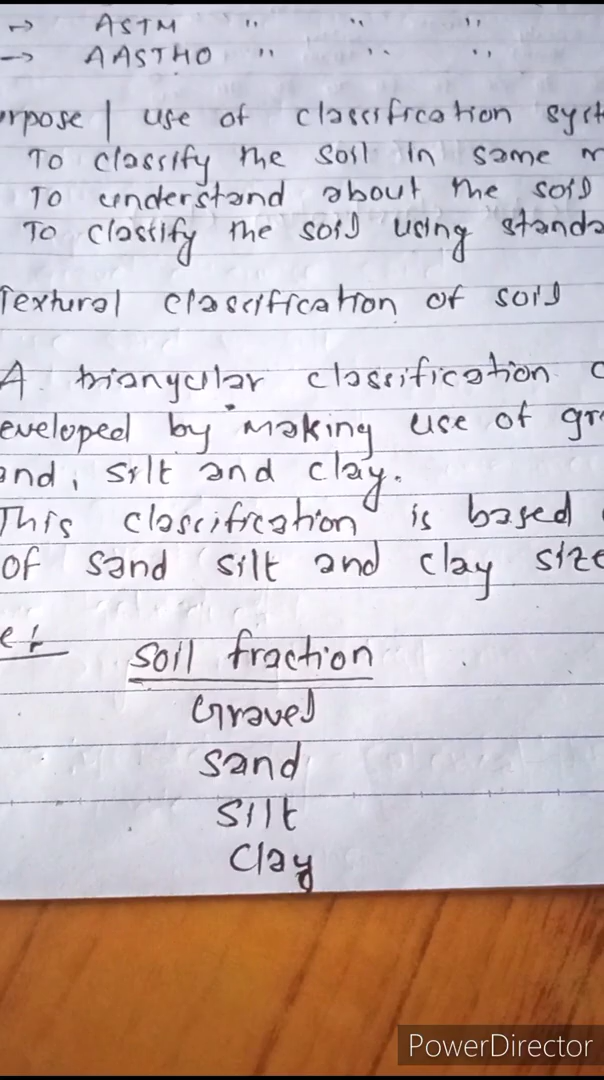 → ASTM " " "
→ AASTHO " " "
urpose | use of classification syst
To classify the soil in same m
To understand about the soil
To classify the soil using standa
Textural classification of soil
A triangular classification c
eveloped by making use of gra
and, silt and clay.
This classification is based o
of sand silt and clay size
e:
Soil fraction
Gravel
Sand
Silt
Clay
PowerDirector